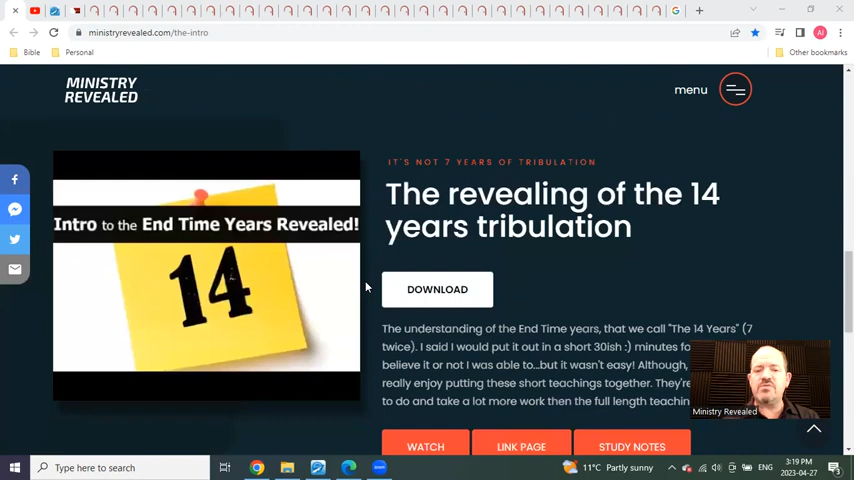 ministryrevealed.com/the-intro
AI
Bible
Personal
Other bookmarks
MINISTRY
REVEALED
menu
IT'S NOT 7 YEARS OF TRIBULATION
The revealing of the 14
years tribulation
Intro to the End Time Years Revealed!
14
DOWNLOAD
The understanding of the End Time years, that we call "The 14 Years" (7
twice). I said I would put it out in a short 30ish :) minutes
believe it or not I was able to...but it wasn't easy! Although,
really enjoy putting these short teachings together. They're
to do and take a lot more work then the full length
Ministry Revealed
WATCH
LINK PAGE
STUDY NOTES
Type here to search
11°C Partly sunny
ENG
3:19 PM
2023-04-27